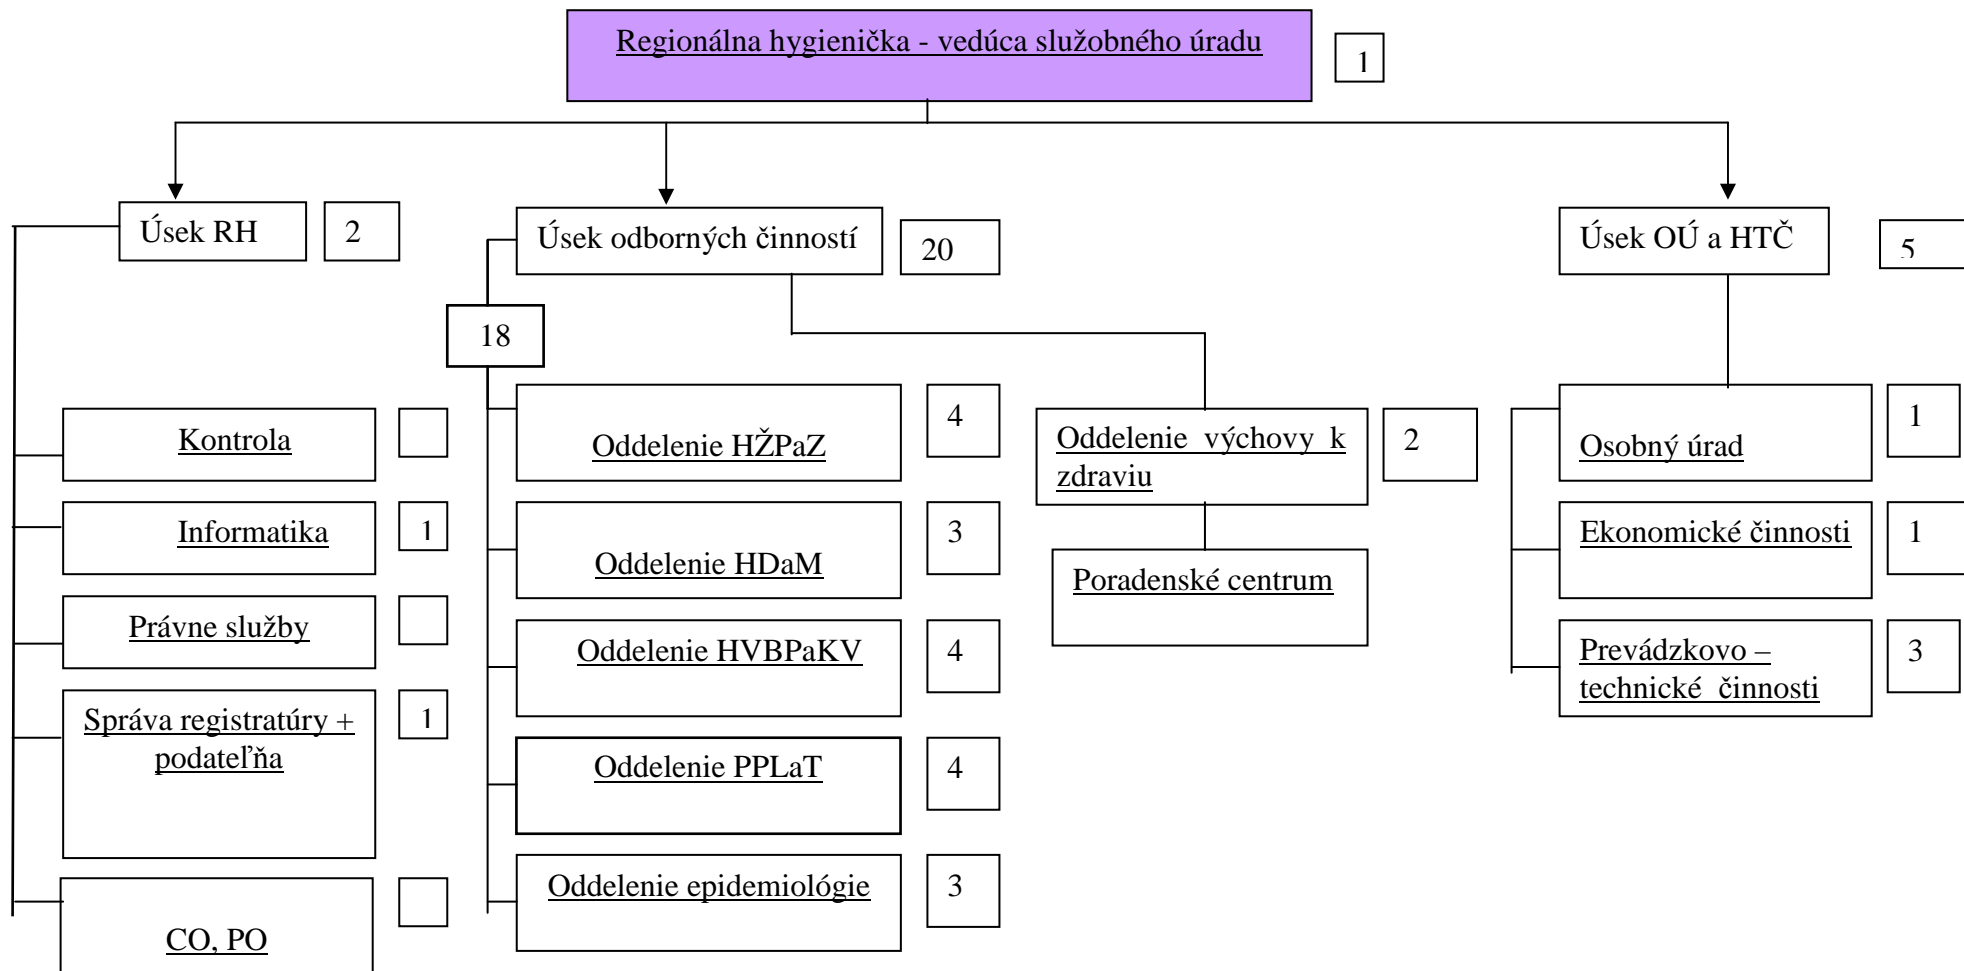 Regionálna hygienička - vedúca služobného úradu
1
Úsek RH
2
Úsek odborných činností
20
Úsek OÚ a HTČ
5
18
Kontrola
Informatika
1
Právne služby
Správa registratúry +
podateľňa
1
CO, PO
Oddelenie HŽPaZ
4
Oddelenie HDaM
3
Oddelenie HVBPaKV
4
Oddelenie PPLaT
4
Oddelenie epidemiológie
3
Oddelenie výchovy k
zdraviu
2
Poradenské centrum
Osobný úrad
1
Ekonomické činnosti
1
Prevádzkovo –
technické činnosti
3